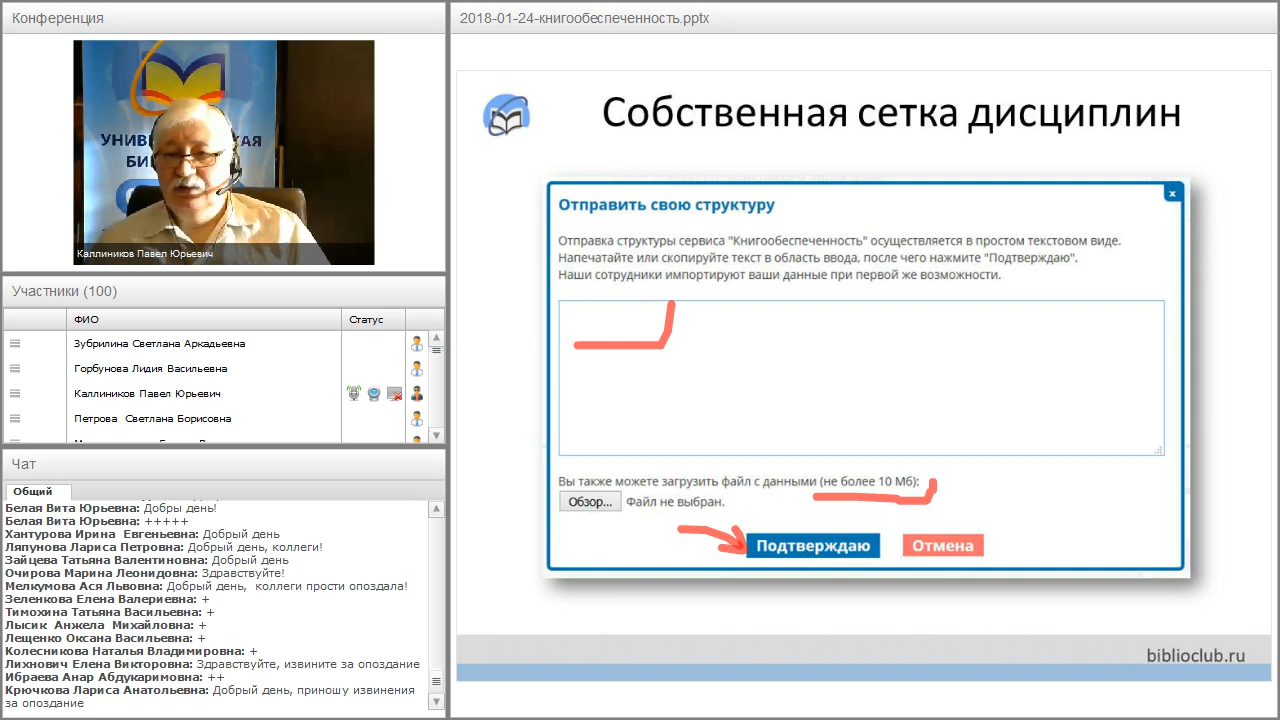 Конференция
УНИВ
КАЯ
БИ
Каллиников Павел Юрьевич
Участники (100)
ФИО
Статус
Зубрилина Светлана Аркадьевна
Горбунова Лидия Васильевна
Каллиников Павел Юрьевич
Петрова Светлана Борисовна
Чат
Общий
Белая Вита Юрьевна: Добры день!
Белая Вита Юрьевна: +++++
Хантурова Ирина Евгеньевна: Добрый день
Ляпунова Лариса Петровна: Добрый день, коллеги!
Зайцева Татьяна Валентиновна: Добрый день
Очирова Марина Леонидовна: Здравствуйте!
Мелкумова Ася Львовна: Добрый день, коллеги прости опоздала!
Зеленкова Елена Валериевна: +
Тимохина Татьяна Васильевна: +
Лысик Анжела Михайловна: +
Лещенко Оксана Васильевна: +
Колесникова Наталья Владимировна: +
Лихнович Елена Викторовна: Здравствуйте, извините за опоздание
Ибраева Анар Абдукаримовна: ++
Крючкова Лариса Анатольевна: Добрый день, приношу извинения
за опоздание
2018-01-24-книгообеспеченность.pptx
Собственная сетка дисциплин
x
Отправить свою структуру
Отправка структуры сервиса "Книгообеспеченность" осуществляется в простом текстовом виде.
Напечатайте или скопируйте текст в область ввода, после чего нажмите "Подтверждаю".
Наши сотрудники импортируют ваши данные при первой же возможности.
Вы также можете загрузить файл с данными (не более 10 Мб):
Обзор... Файл не выбран.
Подтверждаю Отмена
biblioclub.ru